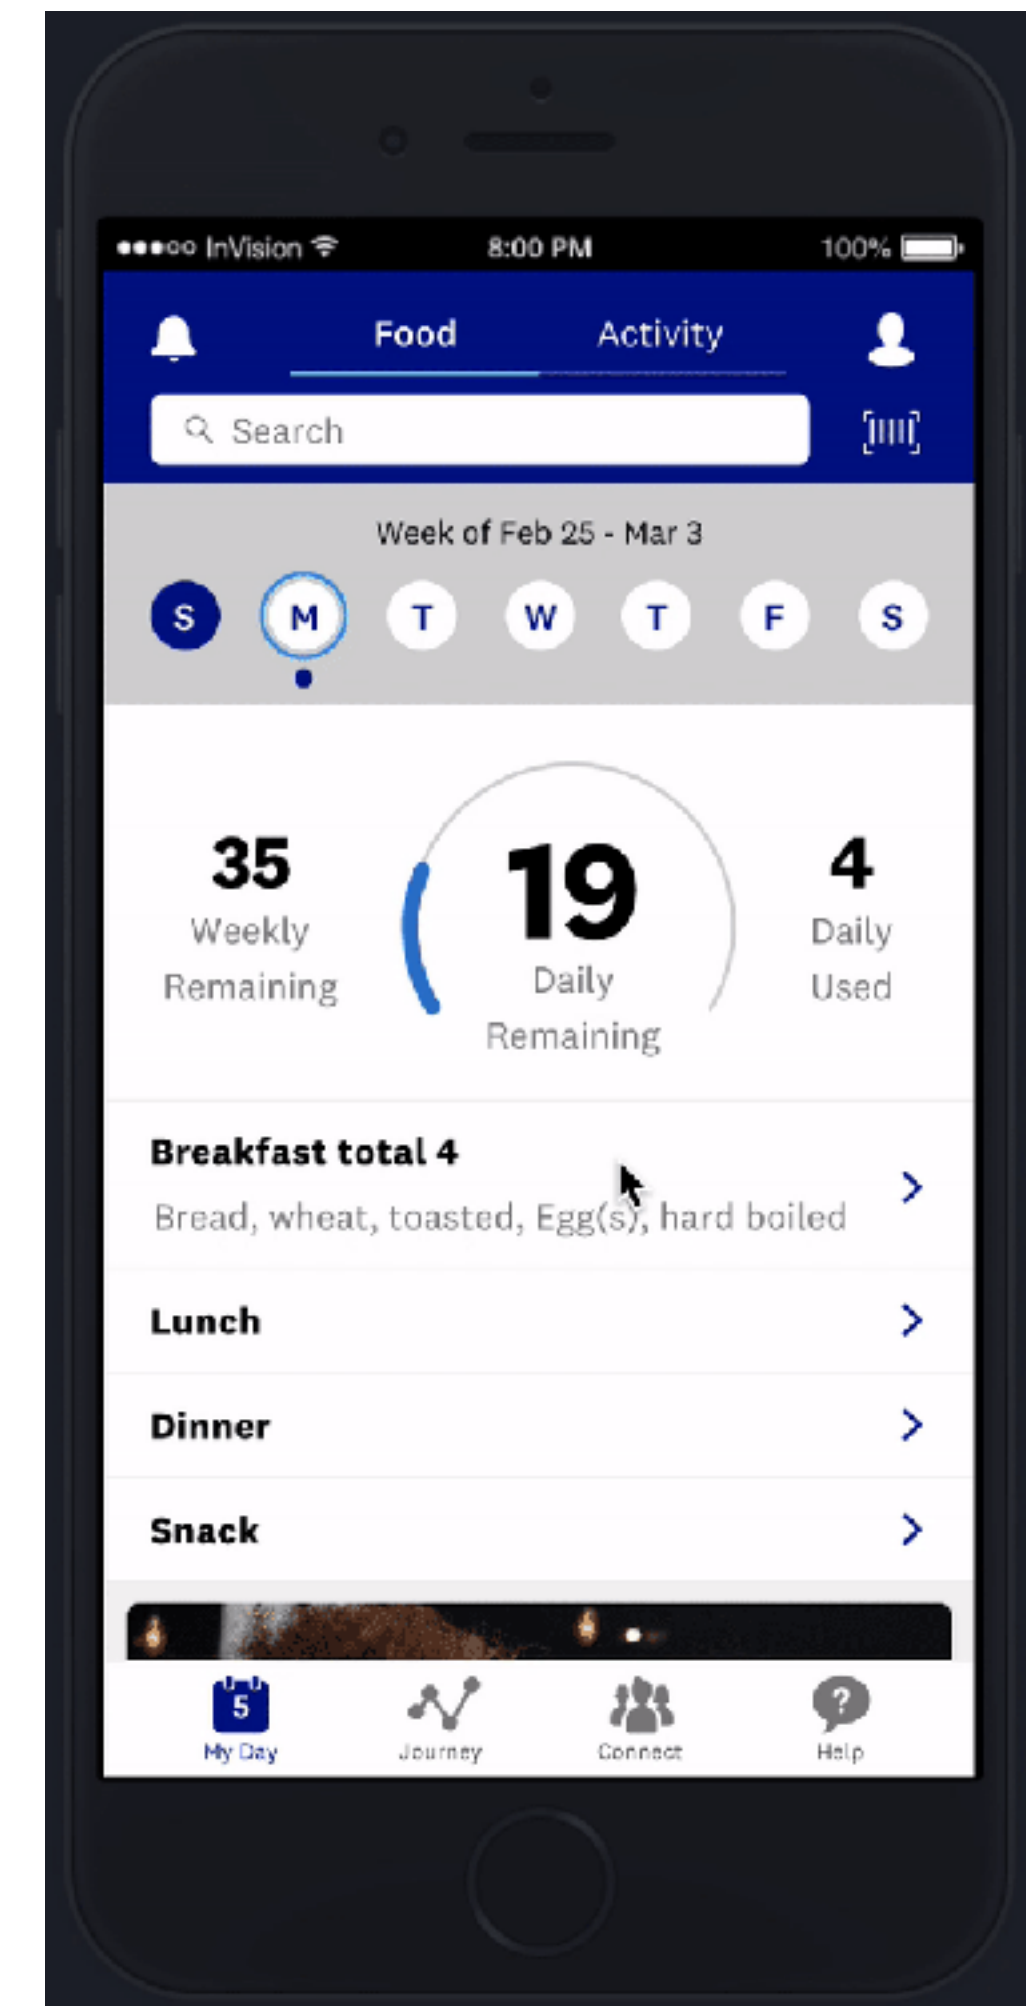 InVision 8:00 PM 100%
Food Activity
Search
Week of Feb 25 - Mar 3
S M T W T F S
35 Weekly Remaining
19 Daily Remaining
4 Daily Used
Breakfast total 4
Bread, wheat, toasted, Egg(s), hard boiled
Lunch
Dinner
Snack
5 ?
My Day Journey Connect Help